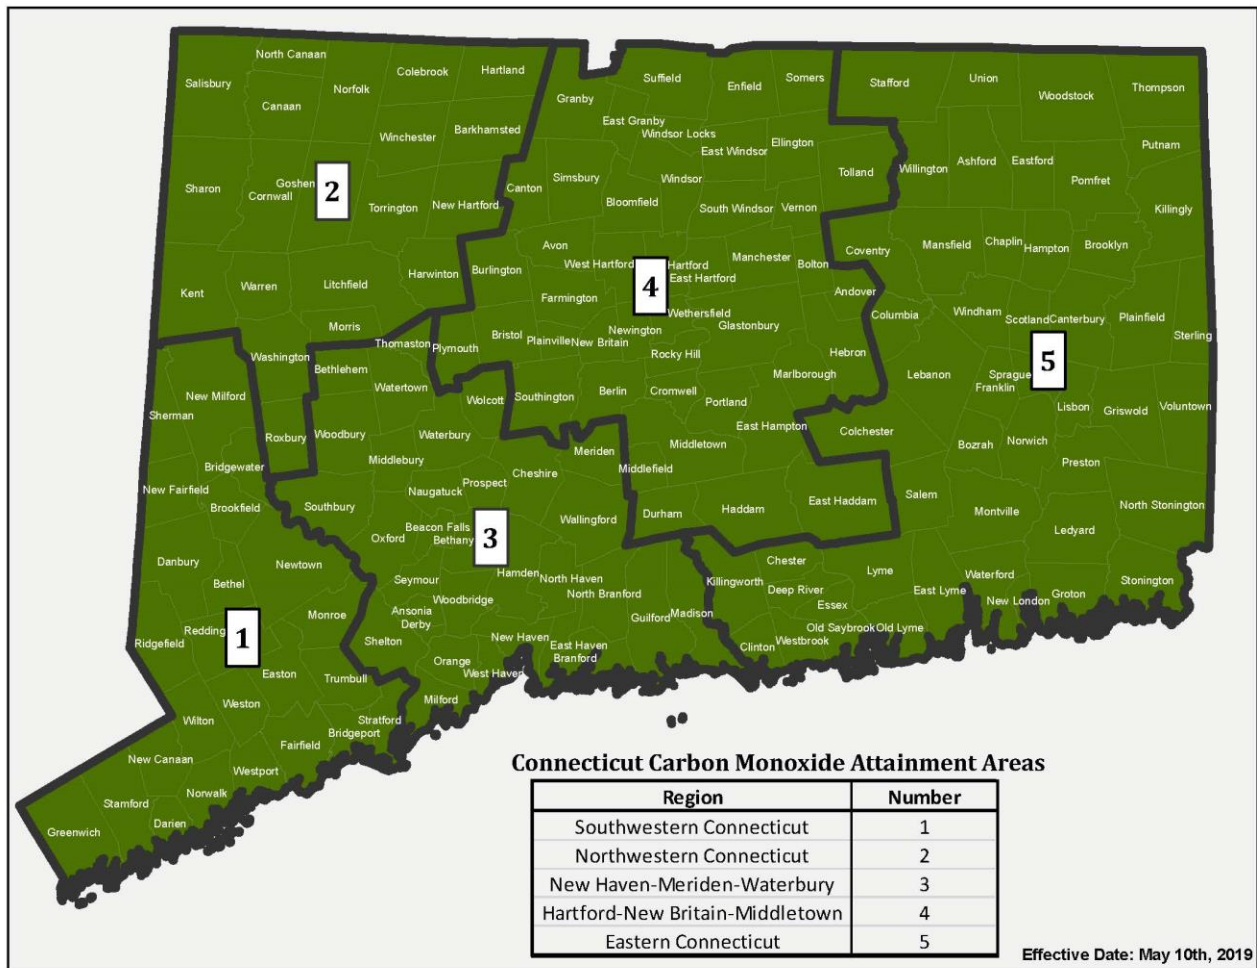 North Canaan
Colebrook
Hartland
Salisbury
Norfolk
Canaan
Winchester
Barkhamsted
Sharon
Goshen
Cornwall
2
Torrington
New Hartford
Kent
Warren
Litchfield
Harwinton
Morris
Washington
Roxbury
Suffield
Enfield
Somers
Granby
East Granby
Windsor Locks
East Windsor
Ellington
Canton
Simsbury
Windsor
Tolland
Bloomfield
South Windsor
Vernon
Avon
Burlington
West Hartford
Hartford
East Hartford
Manchester
Bolton
4
Farmington
Andover
Wethersfield
Glastonbury
Plymouth
Bristol
Plainville
New Britain
Newington
Rocky Hill
Hebron
Marlborough
Southington
Berlin
Cromwell
Portland
East Hampton
Middletown
Middlefield
Durham
Haddam
East Haddam
Stafford
Union
Woodstock
Thompson
Willington
Ashford
Eastford
Putnam
Pomfret
Killingly
Coventry
Mansfield
Chaplin
Hampton
Brooklyn
Columbia
Windham
Scotland
Canterbury
Plainfield
Sterling
5
Lebanon
Sprague
Franklin
Lisbon
Griswold
Voluntown
Colchester
Bozrah
Norwich
Preston
Salem
Montville
Ledyard
North Stonington
Chester
Lyme
Killingworth
Deep River
Essex
East Lyme
Waterford
New London
Groton
Stonington
Clinton
Westbrook
Old Saybrook
Old Lyme
Thomaston
Bethlehem
Watertown
Wolcott
Woodbury
Waterbury
Middlebury
Meriden
Cheshire
Prospect
Naugatuck
Southbury
Beacon Falls
Bethany
Oxford
3
Wallingford
Hamden
North Haven
North Branford
Seymour
Woodbridge
Ansonia
Derby
Shelton
Guilford
Madison
New Haven
East Haven
Branford
Orange
West Haven
Milford
New Milford
Sherman
Bridgewater
New Fairfield
Brookfield
Danbury
Newtown
Bethel
Monroe
Redding
Ridgefield
1
Easton
Trumbull
Weston
Wilton
Stratford
Bridgeport
Fairfield
New Canaan
Westport
Norwalk
Stamford
Darien
Greenwich
Connecticut Carbon Monoxide Attainment Areas
Region Number
Southwestern Connecticut 1
Northwestern Connecticut 2
New Haven-Meriden-Waterbury 3
Hartford-New Britain-Middletown 4
Eastern Connecticut 5
Effective Date: May 10th, 2019